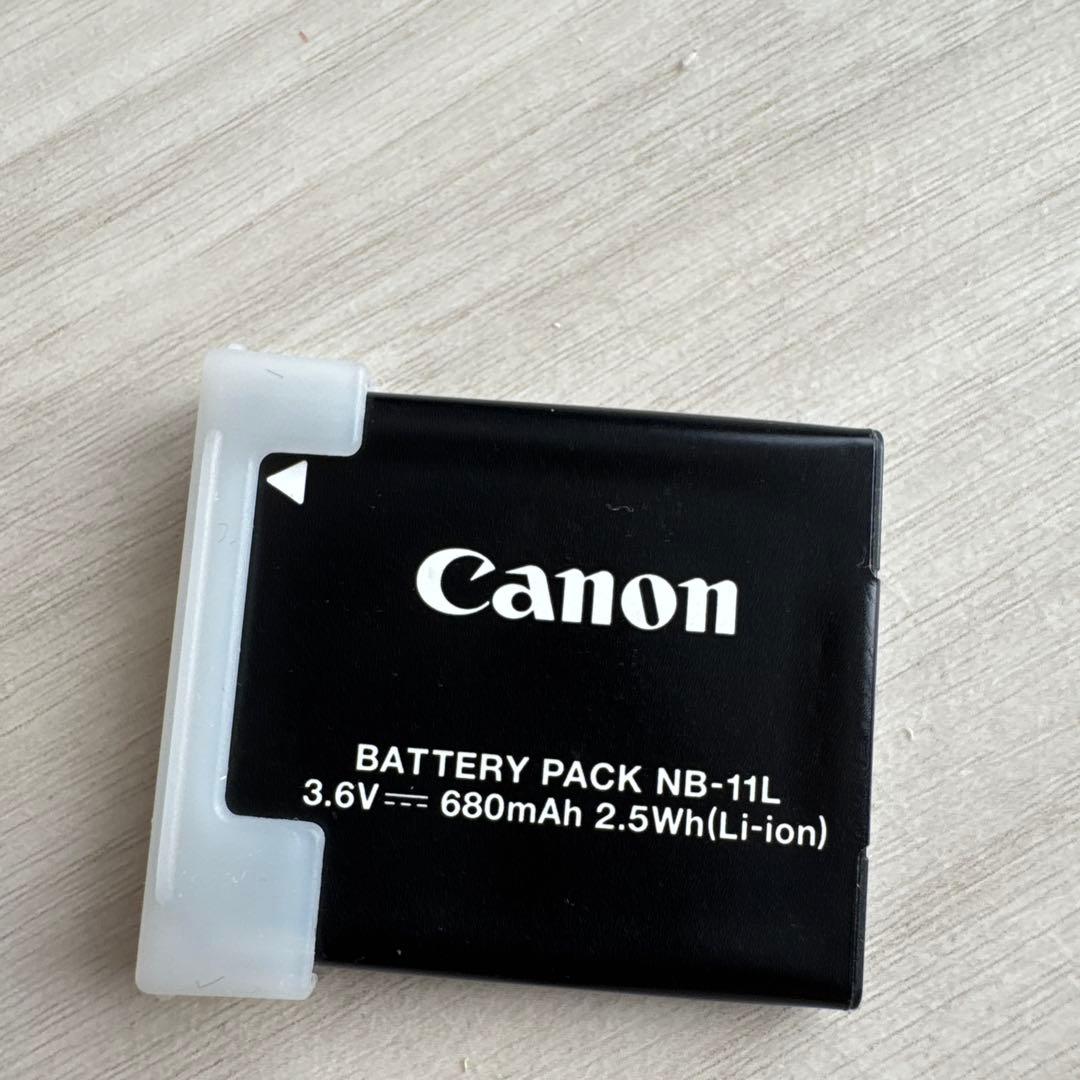 Canon
BATTERY PACK NB-11L
3.6V⎓ 680mAh 2.5Wh(Li-ion)